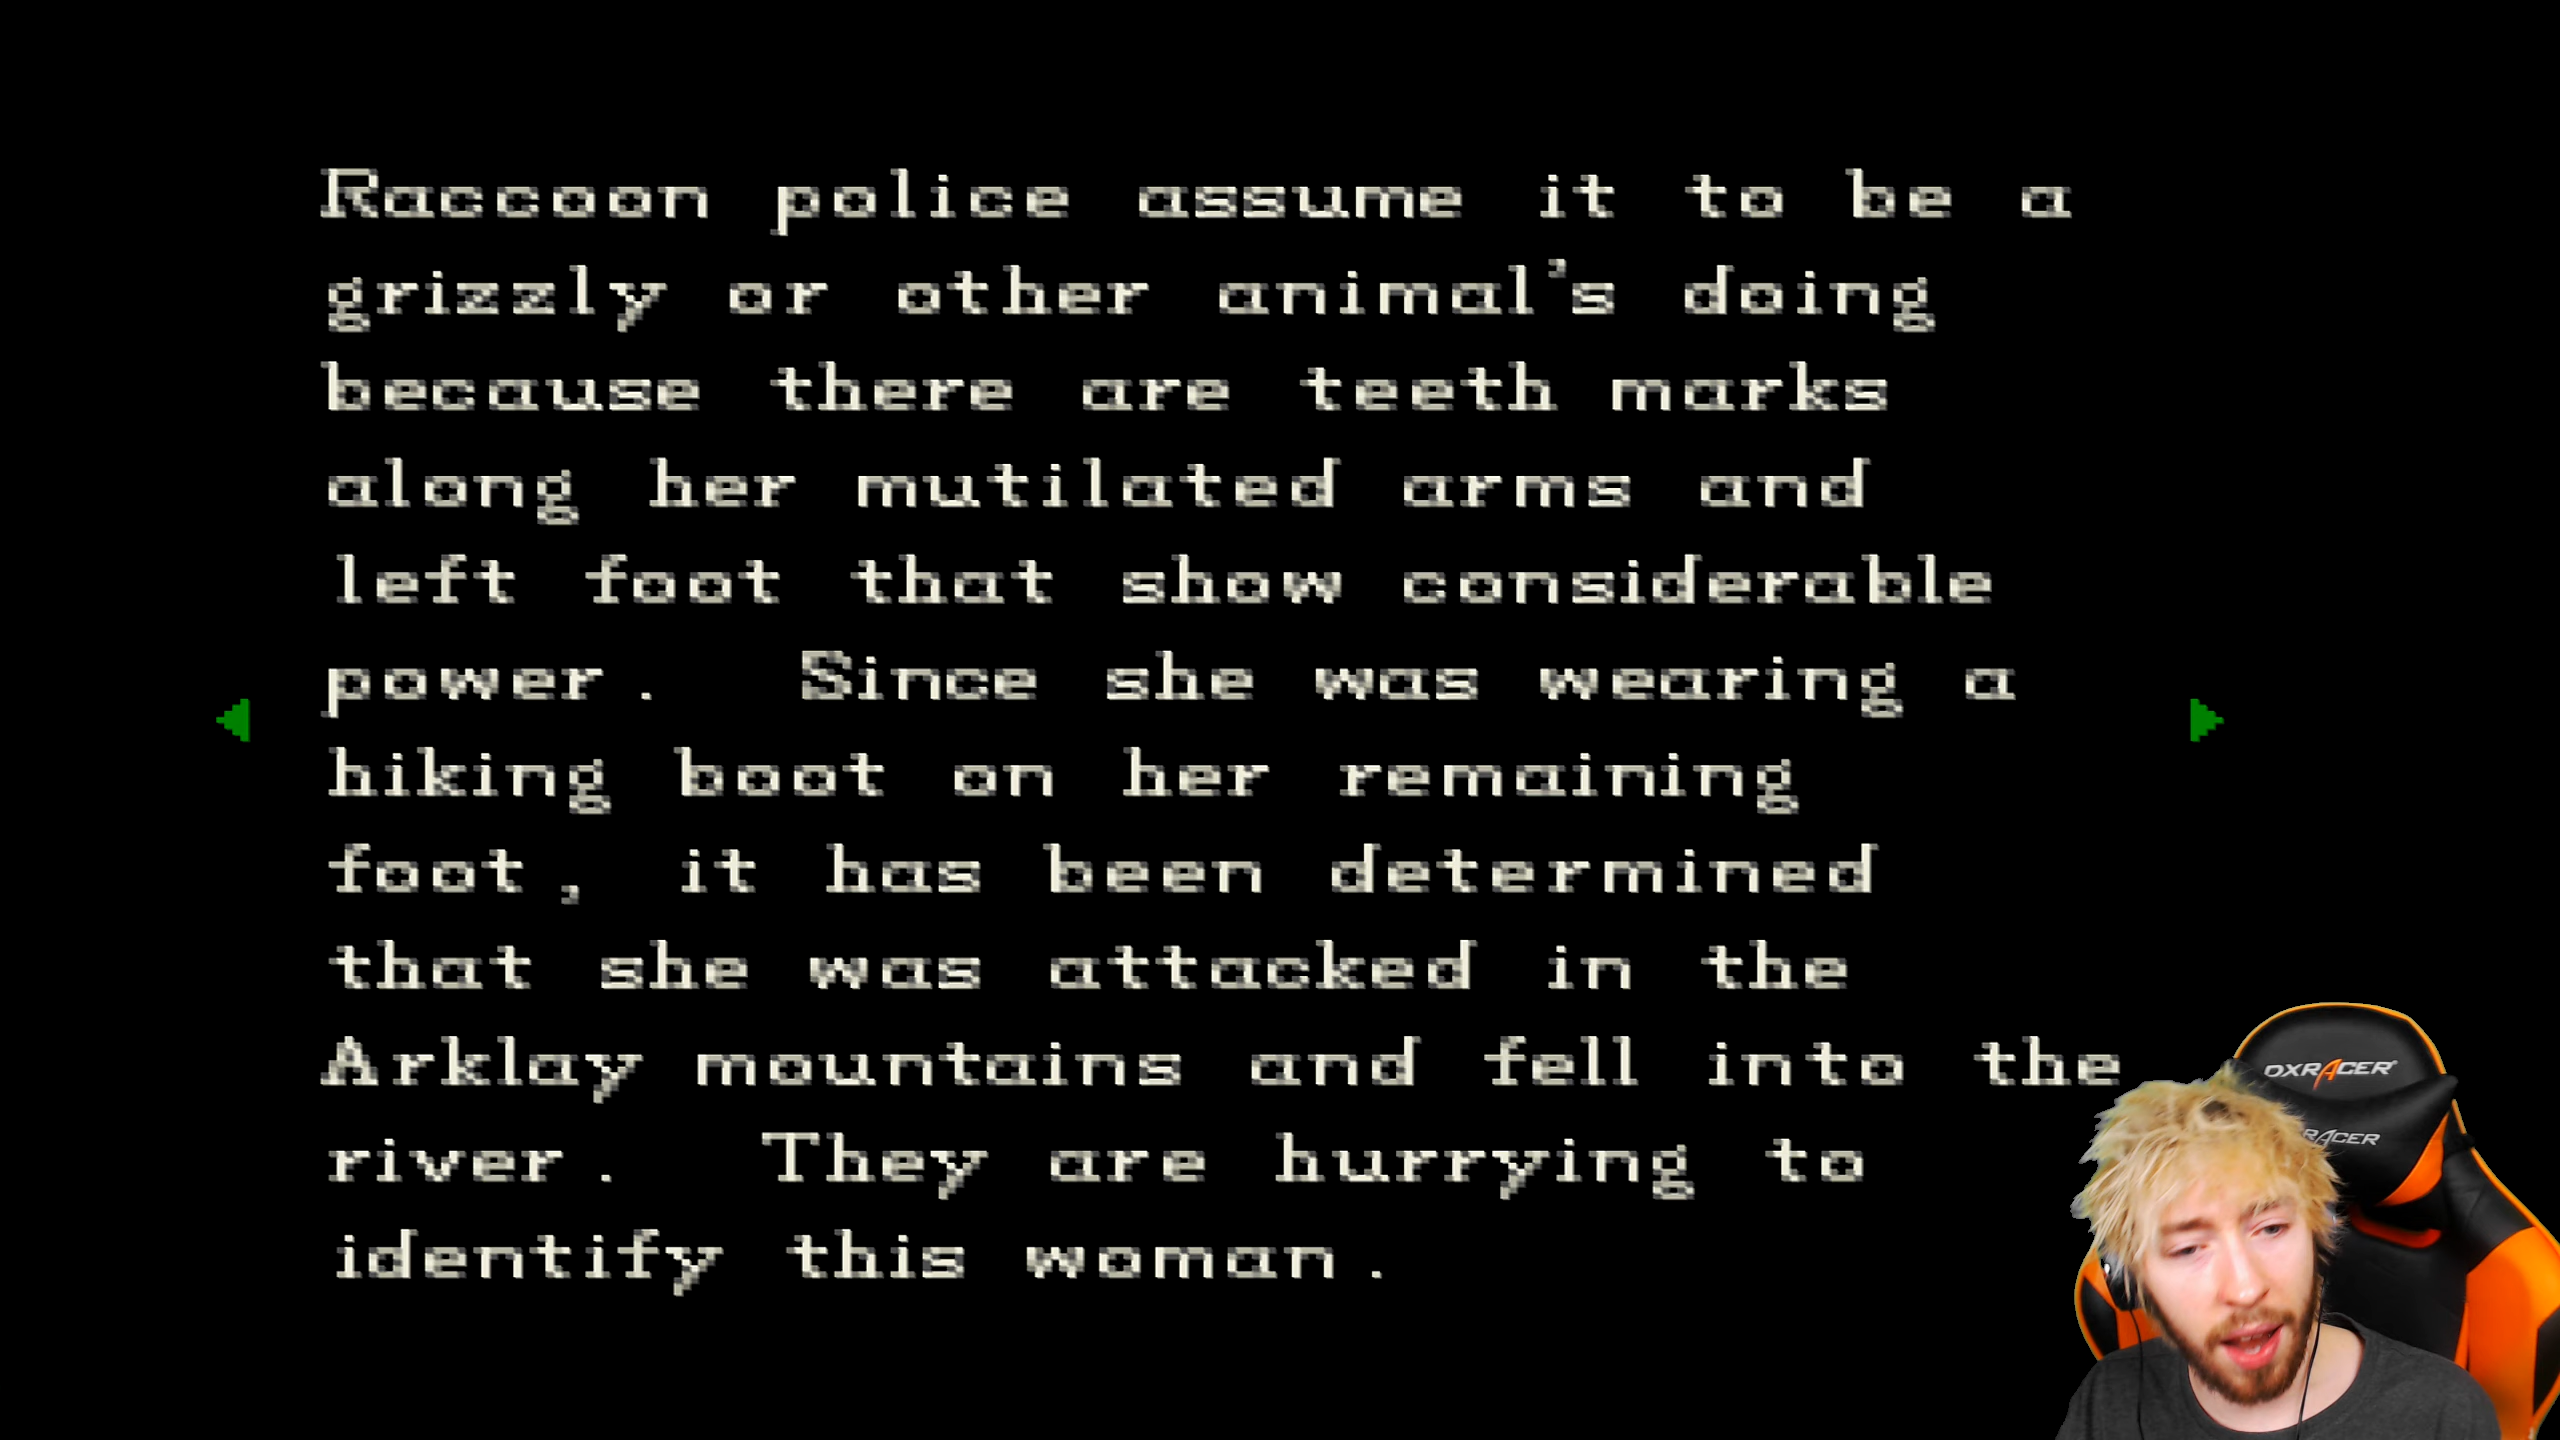 Raccoon police assume it to be a
grizzly or other animal's doing
because there are teeth marks
along her mutilated arms and
left foot that show considerable
power. Since she was wearing a
hiking boot on her remaining
foot, it has been determined
that she was attacked in the
Arklay mountains and fell into the
river. They are hurrying to
identify this woman.
DXRACER
RACER